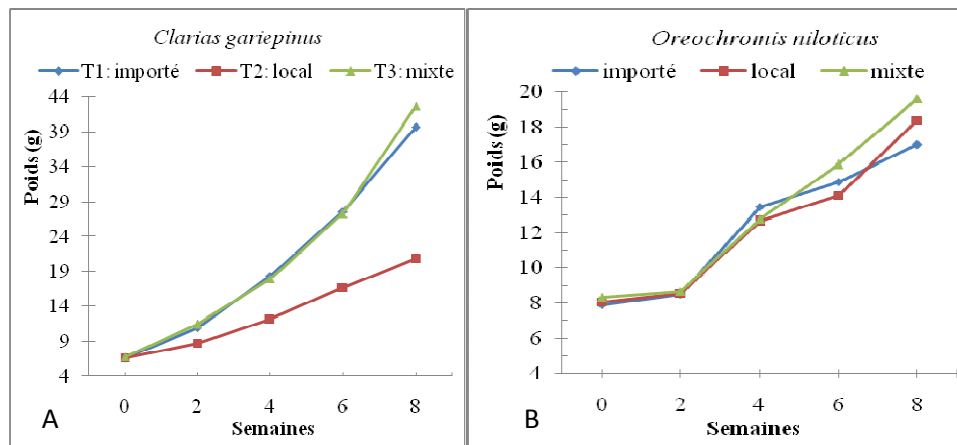 Clarias gariepinus
T1: importé T2: local T3: mixte
44
39
34
29
24
19
14
9
4
Poids (g)
0 2 4 6 8
Semaines
A
Oreochromis niloticus
importé local mixte
20
18
16
14
12
10
8
6
4
Poids (g)
0 2 4 6 8
Semaines
B